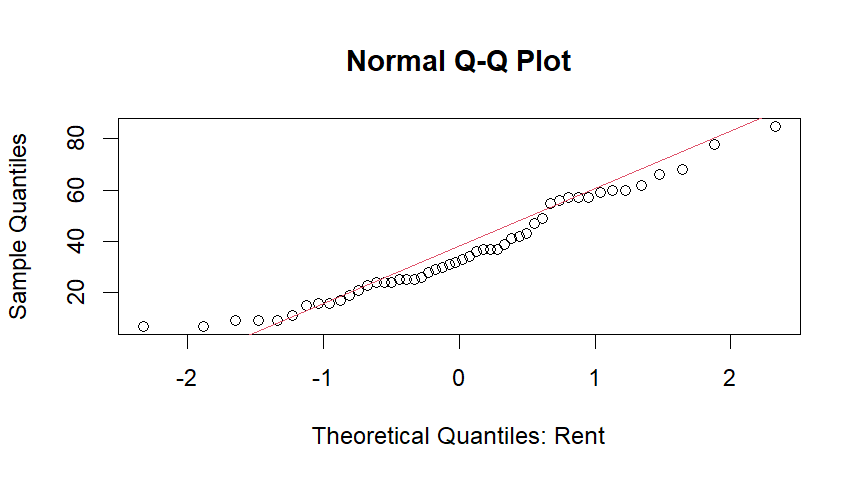 Normal Q-Q Plot
Sample Quantiles
80
60
40
20
-2 -1 0 1 2
Theoretical Quantiles: Rent